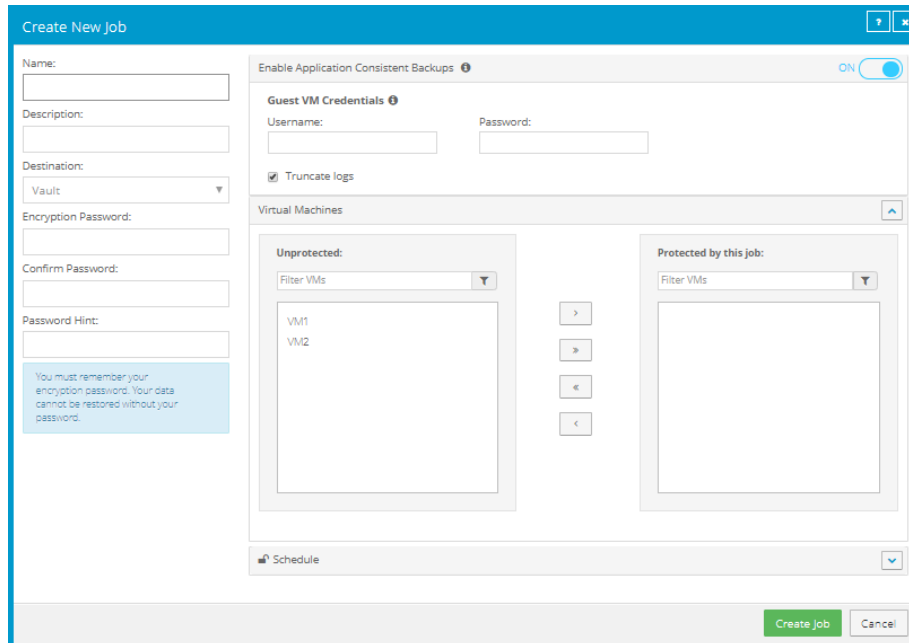 Create New Job
?
×
Name:
Description:
Destination:
Vault
Encryption Password:
Confirm Password:
Password Hint:
You must remember your
encryption password. Your data
cannot be restored without your
password.
Enable Application Consistent Backups
ON
Guest VM Credentials
Username:
Password:
Truncate logs
Virtual Machines
Unprotected:
Filter VMs
VM1
VM2
>
»
«
<
Protected by this job:
Filter VMs
Schedule
Create Job
Cancel